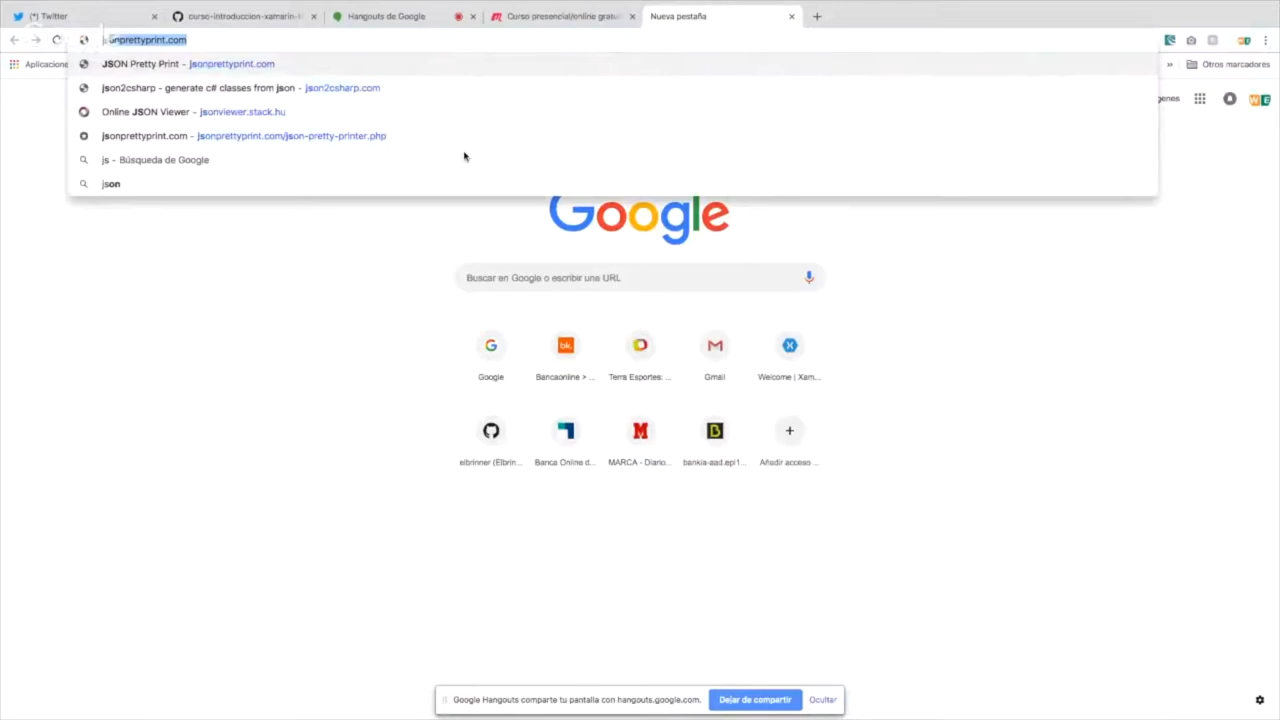 (*) Twitter
curso-introduccion-xamarin-
Hangouts de Google
Curso presencial/online gratui
Nueva pestaña
jsonprettyprint.com
Aplicacione
JSON Pretty Print - jsonprettyprint.com
json2csharp - generate c# classes from json - json2csharp.com
Online JSON Viewer - jsonviewer.stack.hu
jsonprettyprint.com - jsonprettyprint.com/json-pretty-printer.php
js - Búsqueda de Google
json
» Otros marcadores
genes
Google
Buscar en Google o escribir una URL
Google
Bancaonline > ...
Terra Esportes: ...
Gmail
Welcome | Xam...
elbrinner (Elbrin...
Banca Online d...
MARCA - Diario...
bankia-aad.epi1...
Añadir acceso ...
Google Hangouts comparte tu pantalla con hangouts.google.com. Dejar de compartir Ocultar